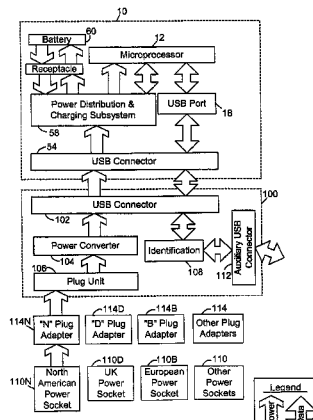 10
60
Battery
12
Microprocessor
Receptacle
Power Distribution &
Charging Subsystem
58
USB Port
18
54
USB Connector
100
USB Connector
102
Power Converter
104
Identification
108
Auxiliary USB
Connector
112
106
Plug Unit
114N
"N" Plug
Adapter
114D
"D" Plug
Adapter
114B
"B" Plug
Adapter
114
Other Plug
Adapters
110N
North
American
Power
Socket
110D
UK
Power
Socket
110B
European
Power
Socket
110
Other
Power
Sockets
Legend
Power
Data